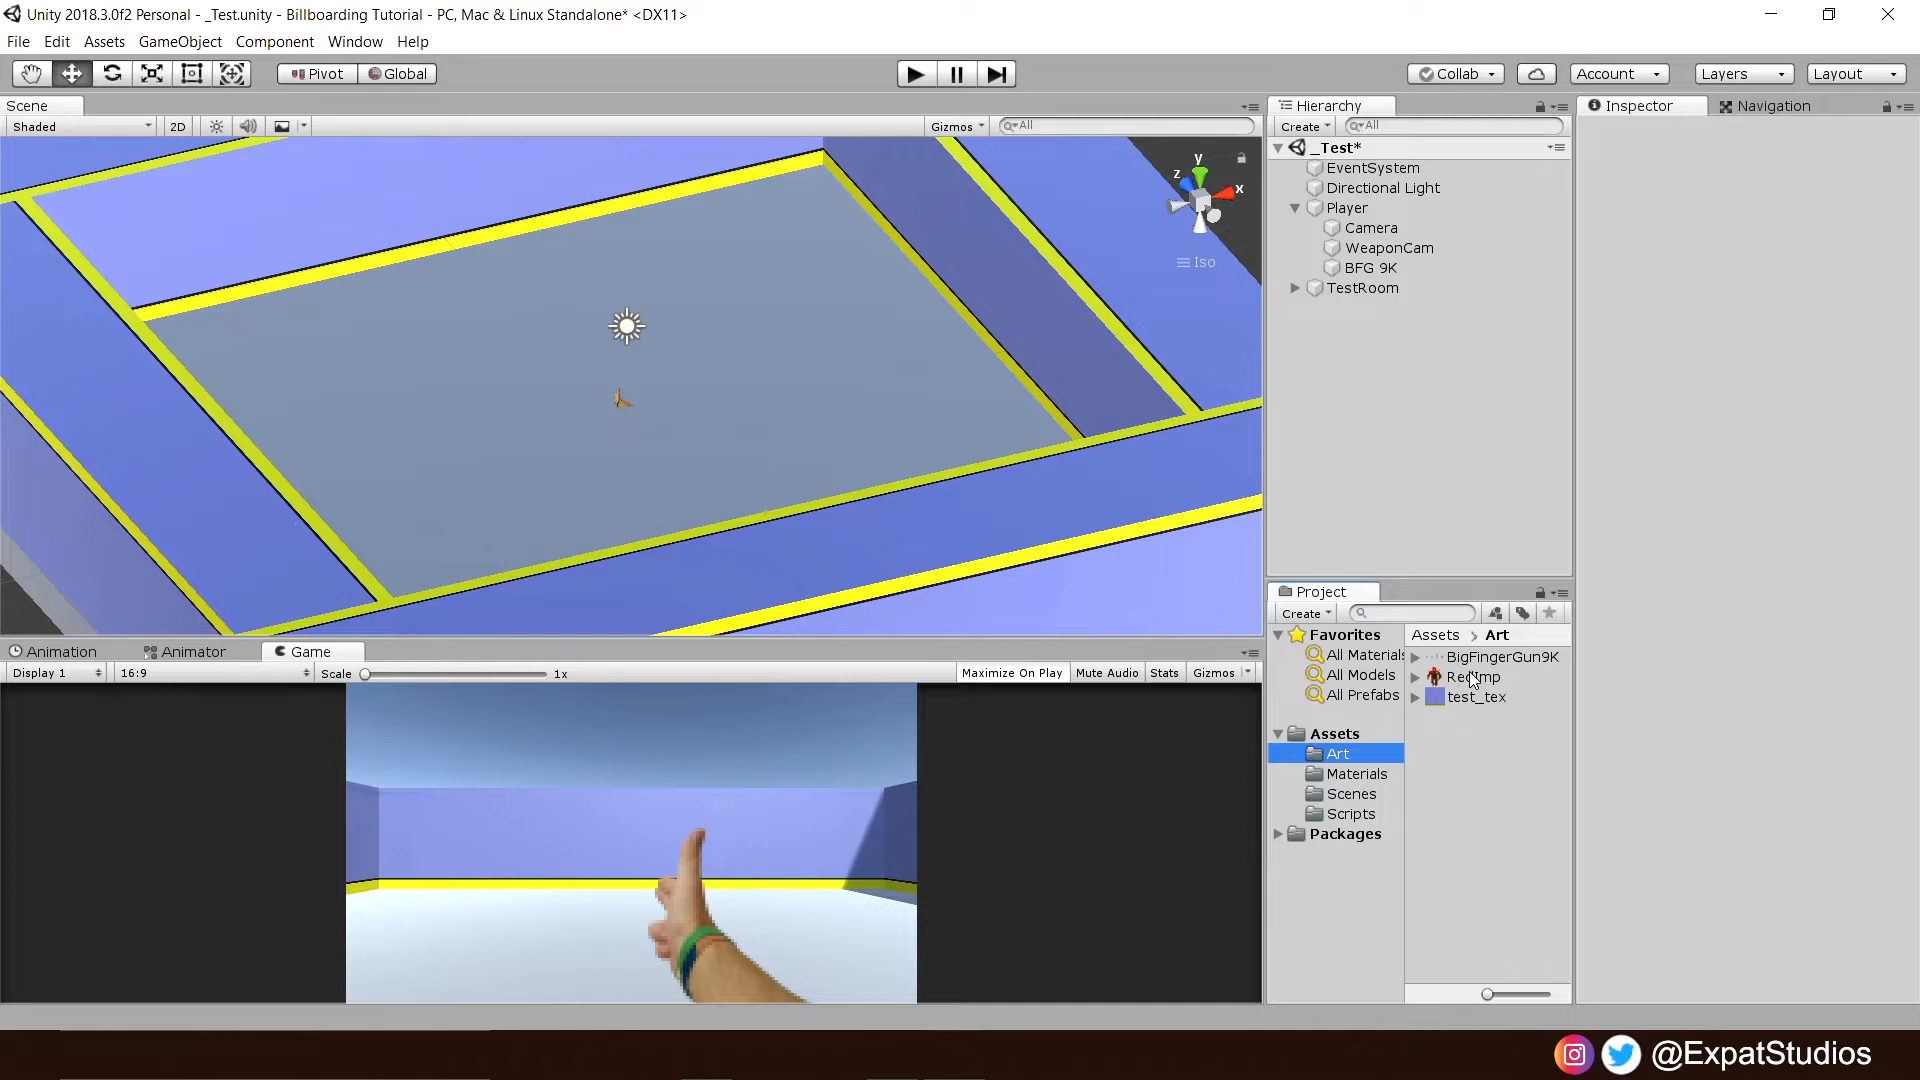 Unity 2018.3.0f2 Personal - _Test.unity - Billboarding Tutorial - PC, Mac & Linux Standalone* <DX11>
File Edit Assets GameObject Component Window Help
Pivot Global Collab Account Layers Layout
Scene Hierarchy Inspector Navigation
Shaded 2D Gizmos All Create All
_Test*
EventSystem
Directional Light
Player
Camera
WeaponCam
BFG 9K
TestRoom
y
z
x
Iso
Project
Create
Favorites Assets Art
All Materials BigFingerGun9K
All Models
All Prefabs test_tex
Assets
Art
Materials
Scenes
Scripts
Packages
Animation Animator Game
Display 1 16:9 Scale 1x Maximize On Play Mute Audio Stats Gizmos
@ExpatStudios